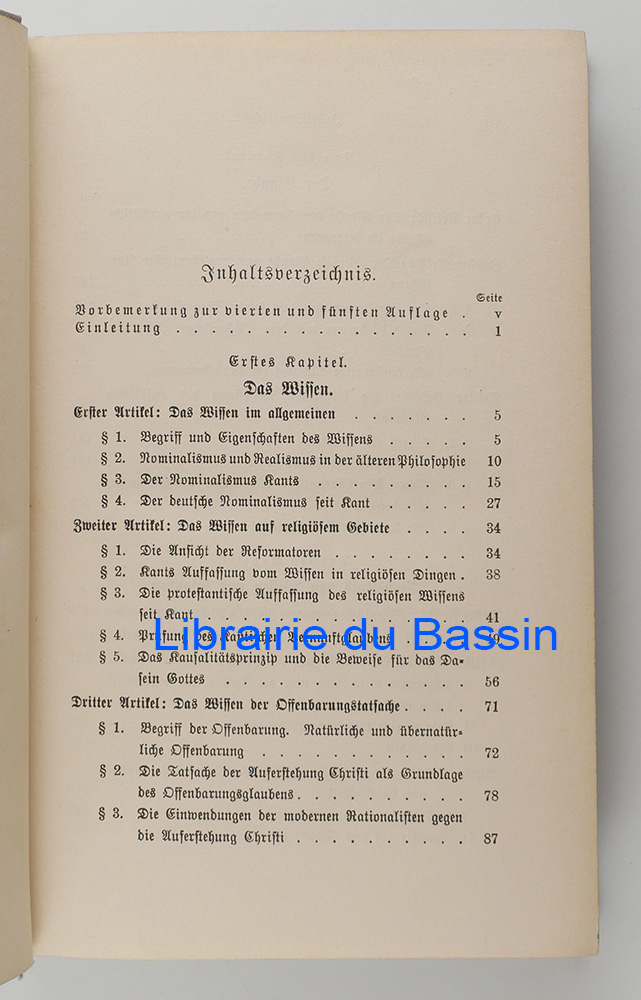 Inhaltsverzeichnis.
Seite
Vorbemerkung zur vierten und fünften Auflage . v
Einleitung . . . . . . . . . . . . . . . . . 1
Erstes Kapitel.
Das Wissen.
Erster Artikel: Das Wissen im allgemeinen . . . . . . . 5
§ 1. Begriff und Eigenschaften des Wissens . . . . . 5
§ 2. Nominalismus und Realismus in der älteren Philosophie 10
§ 3. Der Nominalismus Kants . . . . . . . . 15
§ 4. Der deutsche Nominalismus seit Kant . . . . . 27
Zweiter Artikel: Das Wissen auf religiösem Gebiete . . . . 34
§ 1. Die Ansicht der Reformatoren . . . . . . . . 34
§ 2. Kants Auffassung vom Wissen in religiösen Dingen . 38
§ 3. Die protestantische Auffassung des religiösen Wissens
seit Kant . . . . . . . . . . . . . 41
§ 4. Prüfung des Kantischen Vernunftglaubens . . . . 49
Librairie du Bassin
§ 5. Das Kausalitätsprinzip und die Beweise für das Da-
sein Gottes . . . . . . . . . . . . . 56
Dritter Artikel: Das Wissen der Offenbarungstatsache . . . . 71
§ 1. Begriff der Offenbarung. Natürliche und übernatür-
liche Offenbarung . . . . . . . . . . . 72
§ 2. Die Tatsache der Auferstehung Christi als Grundlage
des Offenbarungsglaubens . . . . . . . . . 78
§ 3. Die Einwendungen der modernen Rationalisten gegen
die Auferstehung Christi . . . . . . . . . . 87